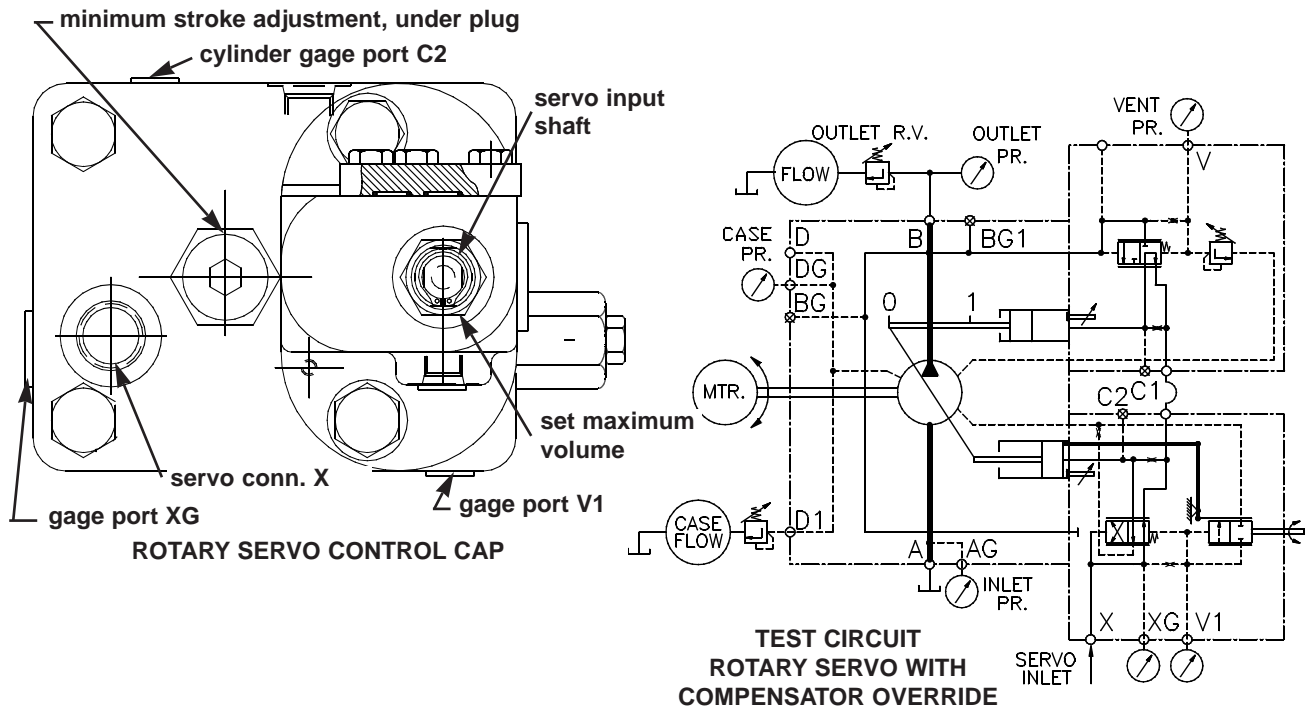 minimum stroke adjustment, under plug
cylinder gage port C2
servo input
shaft
set maximum
volume
servo conn. X
gage port V1
gage port XG
ROTARY SERVO CONTROL CAP
VENT
PR.
V
OUTLET R.V.
OUTLET
PR.
FLOW
CASE
PR.
D
DG
BG
B
BG1
0
1
MTR.
C1
C2
CASE
FLOW
D1
A
AG
INLET
PR.
X
XG
V1
SERVO
INLET
TEST CIRCUIT
ROTARY SERVO WITH
COMPENSATOR OVERRIDE